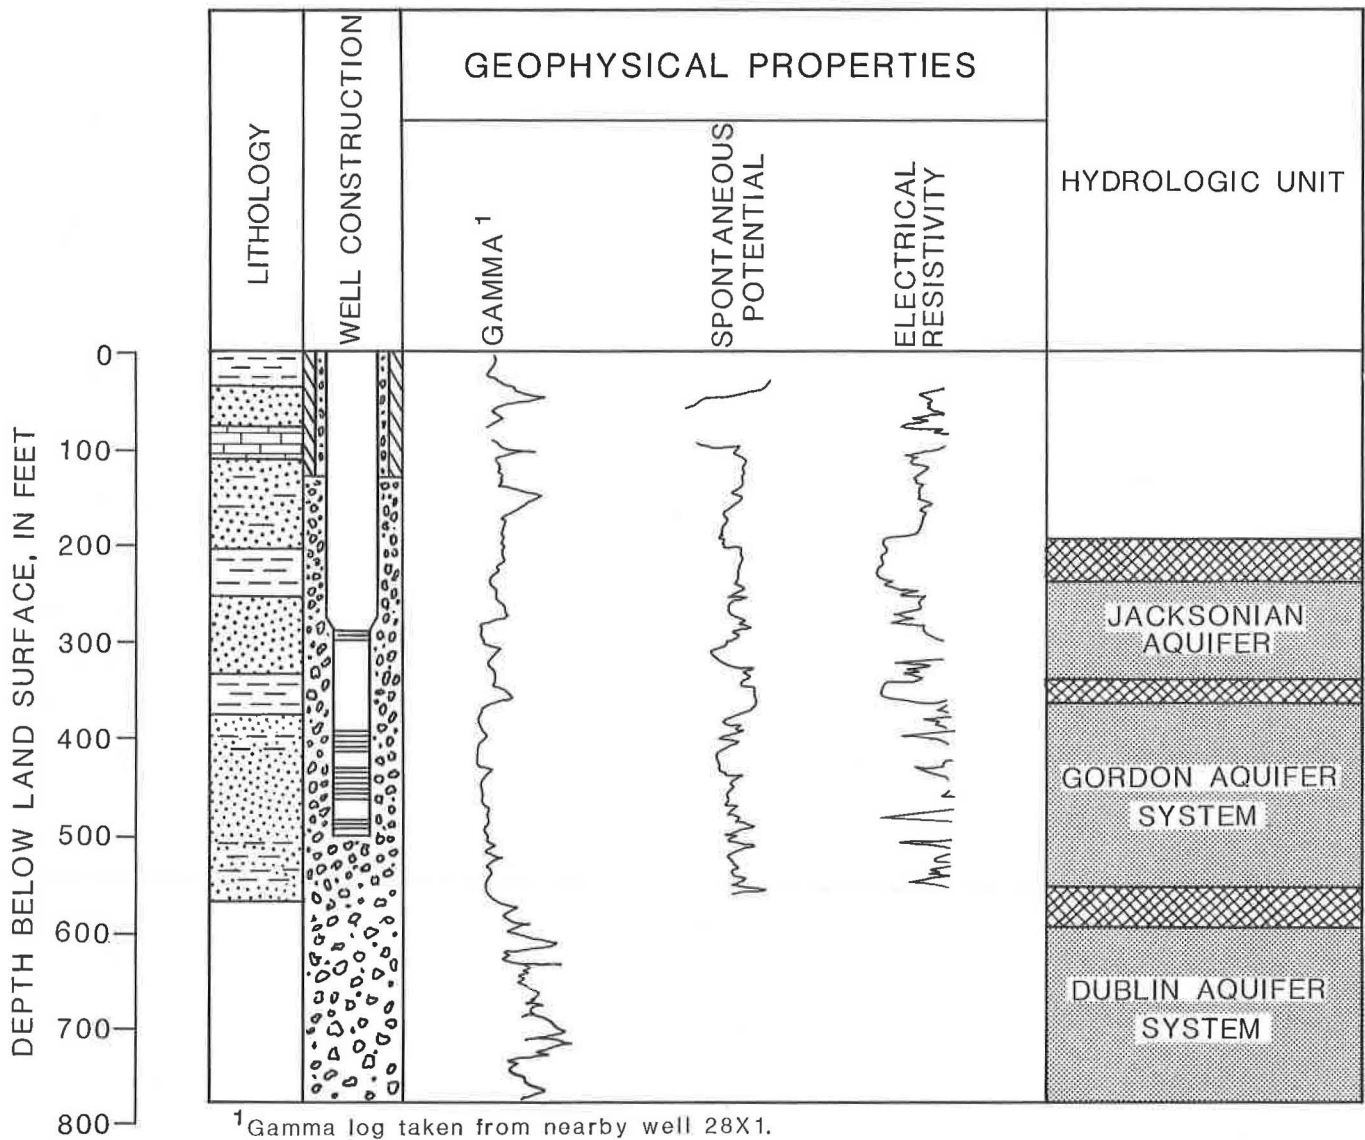 GEOPHYSICAL PROPERTIES
LITHOLOGY
WELL CONSTRUCTION
GAMMA 1
SPONTANEOUS
POTENTIAL
ELECTRICAL
RESISTIVITY
HYDROLOGIC UNIT
DEPTH BELOW LAND SURFACE, IN FEET
0
100
200
300
400
500
600
700
800
JACKSONIAN
AQUIFER
GORDON AQUIFER
SYSTEM
DUBLIN AQUIFER
SYSTEM
1Gamma log taken from nearby well 28X1.